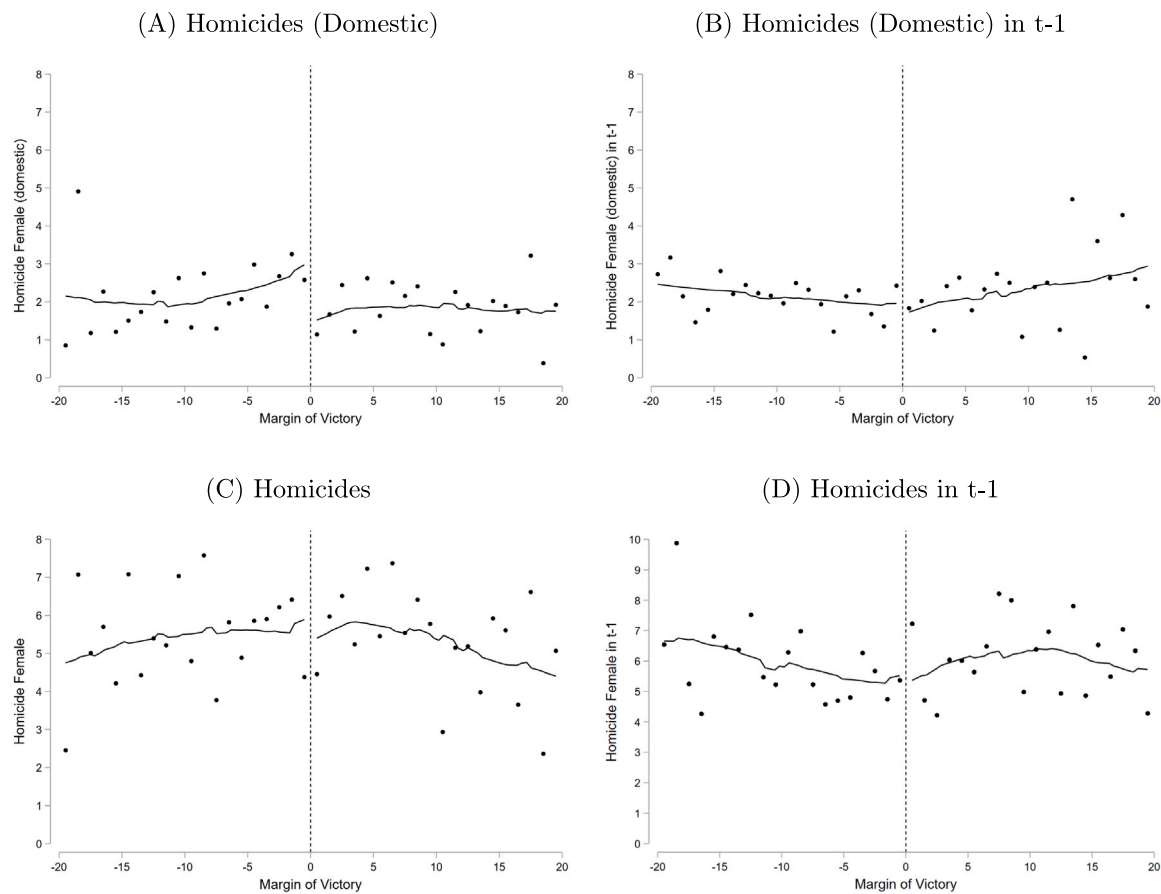 (A) Homicides (Domestic)
Homicide Female (domestic)
8
7
6
5
4
3
2
1
0
-20 -15 -10 -5 0 5 10 15 20
Margin of Victory
(B) Homicides (Domestic) in t-1
Homicide Female (domestic) in t-1
8
7
6
5
4
3
2
1
0
-20 -15 -10 -5 0 5 10 15 20
Margin of Victory
(C) Homicides
Homicide Female
8
7
6
5
4
3
2
1
0
-20 -15 -10 -5 0 5 10 15 20
Margin of Victory
(D) Homicides in t-1
Homicide Female in t-1
10
9
8
7
6
5
4
3
2
1
0
-20 -15 -10 -5 0 5 10 15 20
Margin of Victory